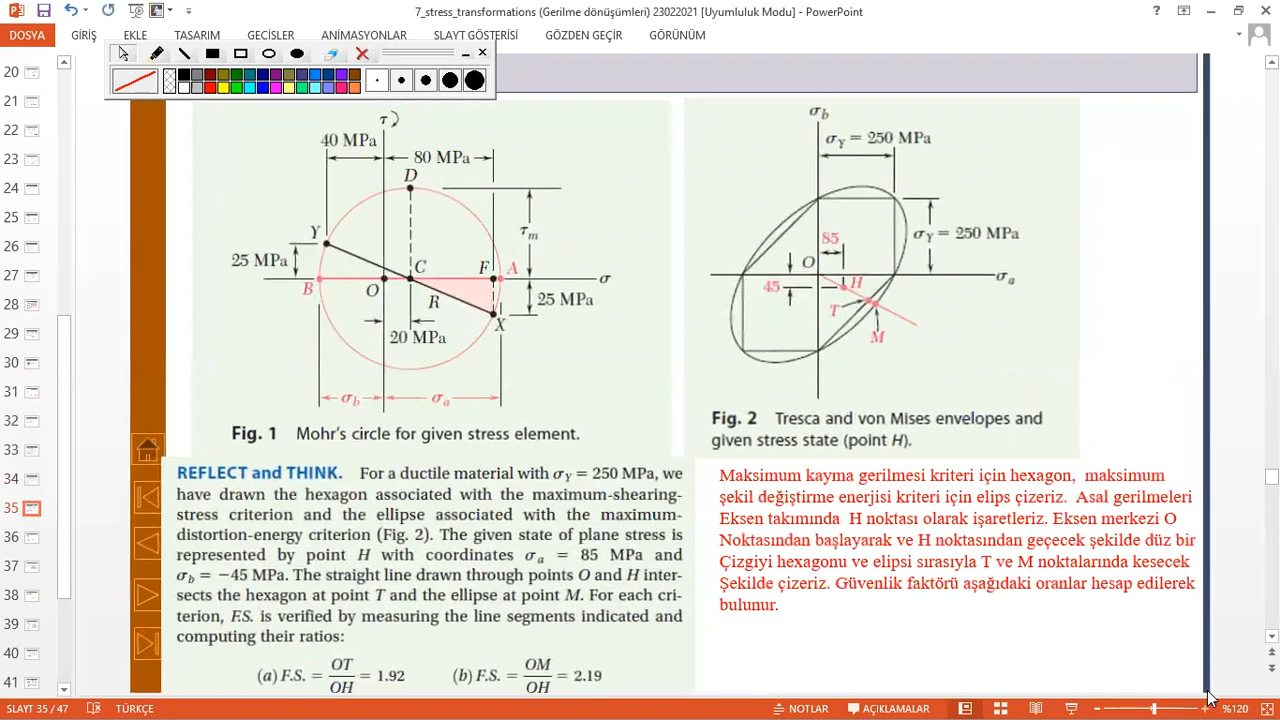 7_stress_transformations (Gerilme dönüşümleri) 23022021 [Uyumluluk Modu] - PowerPoint
DOSYA GİRİŞ EKLE TASARIM GEÇİSLER ANİMASYONLAR SLAYT GÖSTERİSİ GÖZDEN GEÇİR GÖRÜNÜM
20
21
22
23
24
25
26
27
28
29
30
31
32
33
34
35
36
37
38
39
40
41
τ
40 MPa
80 MPa
D
Y
τm
25 MPa
C
F
A
σ
B
O
R
25 MPa
X
20 MPa
σb
σa
Fig. 1 Mohr's circle for given stress element.
σb
σY = 250 MPa
85
σY = 250 MPa
O
σa
45
H
T
M
Fig. 2 Tresca and von Mises envelopes and
given stress state (point H).
REFLECT and THINK. For a ductile material with σY = 250 MPa, we
have drawn the hexagon associated with the maximum-shearing-
stress criterion and the ellipse associated with the maximum-
distortion-energy criterion (Fig. 2). The given state of plane stress is
represented by point H with coordinates σa = 85 MPa and
σb = −45 MPa. The straight line drawn through points O and H inter-
sects the hexagon at point T and the ellipse at point M. For each cri-
terion, F.S. is verified by measuring the line segments indicated and
computing their ratios:
(a) F.S. = OT/OH = 1.92 (b) F.S. = OM/OH = 2.19
Maksimum kayma gerilmesi kriteri için hexagon, maksimum
şekil değiştirme enerjisi kriteri için elips çizeriz. Asal gerilmeleri
Eksen takımında H noktası olarak işaretleriz. Eksen merkezi O
Noktasından başlayarak ve H noktasından geçecek şekilde düz bir
Çizgiyi hexagonu ve elipsi sırasıyla T ve M noktalarında kesecek
Şekilde çizeriz. Güvenlik faktörü aşağıdaki oranlar hesap edilerek
bulunur.
SLAYT 35 / 47 TÜRKÇE NOTLAR AÇIKLAMALAR %120